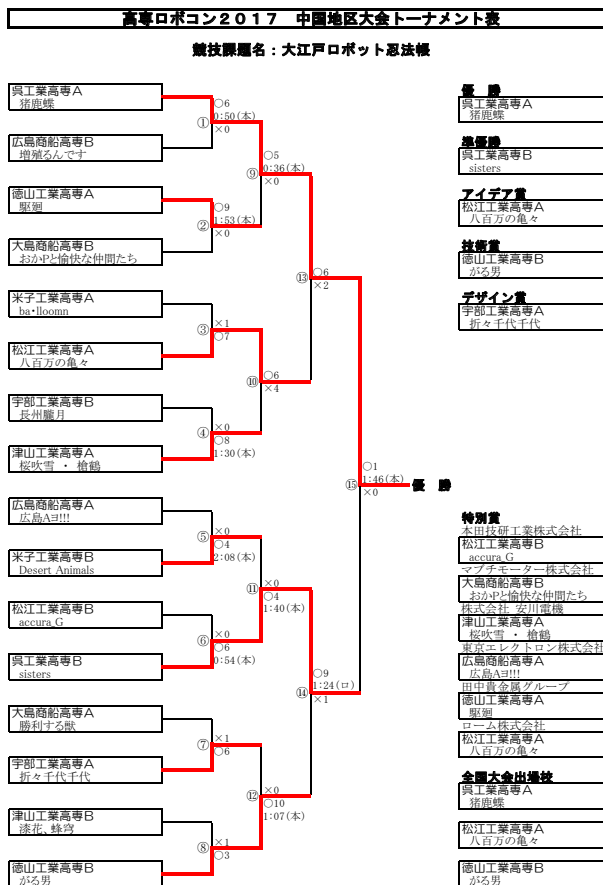 高専ロボコン2017　中国地区大会トーナメント表
競技課題名：大江戸ロボット忍法帳
呉工業高専A
猪鹿蝶
広島商船高専B
増殖るんです
徳山工業高専A
駆廻
大島商船高専B
おかPと愉快な仲間たち
米子工業高専A
ba・lloomn
松江工業高専A
八百万の亀々
宇部工業高専B
長州朧月
津山工業高専A
桜吹雪 ・ 槍鶴
広島商船高専A
広島Aヨ!!!
米子工業高専B
Desert Animals
松江工業高専B
accura_G
呉工業高専B
sisters
大島商船高専A
勝利する獣
宇部工業高専A
折々千代千代
津山工業高専B
漆花、蜂穹
徳山工業高専B
がる男
①
○6
0:50(本)
×0
②
○9
1:53(本)
×0
③
×1
○7
④
×0
○8
1:30(本)
⑤
×0
○4
2:08(本)
⑥
×0
○6
0:54(本)
⑦
×1
○6
⑧
×1
○3
⑨
○5
0:36(本)
×0
⑩
○6
×4
⑪
×0
○4
1:40(本)
⑫
×0
○10
1:07(本)
⑬
○6
×2
⑭
○9
1:24(ロ)
×1
⑮
○1
1:46(本)
×0
優　勝
優　勝
呉工業高専A
猪鹿蝶
準優勝
呉工業高専B
sisters
アイデア賞
松江工業高専A
八百万の亀々
技術賞
徳山工業高専B
がる男
デザイン賞
宇部工業高専A
折々千代千代
特別賞
本田技研工業株式会社
松江工業高専B
accura_G
マブチモーター株式会社
大島商船高専B
おかPと愉快な仲間たち
株式会社 安川電機
津山工業高専A
桜吹雪 ・ 槍鶴
東京エレクトロン株式会社
広島商船高専A
広島Aヨ!!!
田中貴金属グループ
徳山工業高専A
駆廻
ローム株式会社
松江工業高専A
八百万の亀々
全国大会出場校
呉工業高専A
猪鹿蝶
松江工業高専A
八百万の亀々
徳山工業高専B
がる男